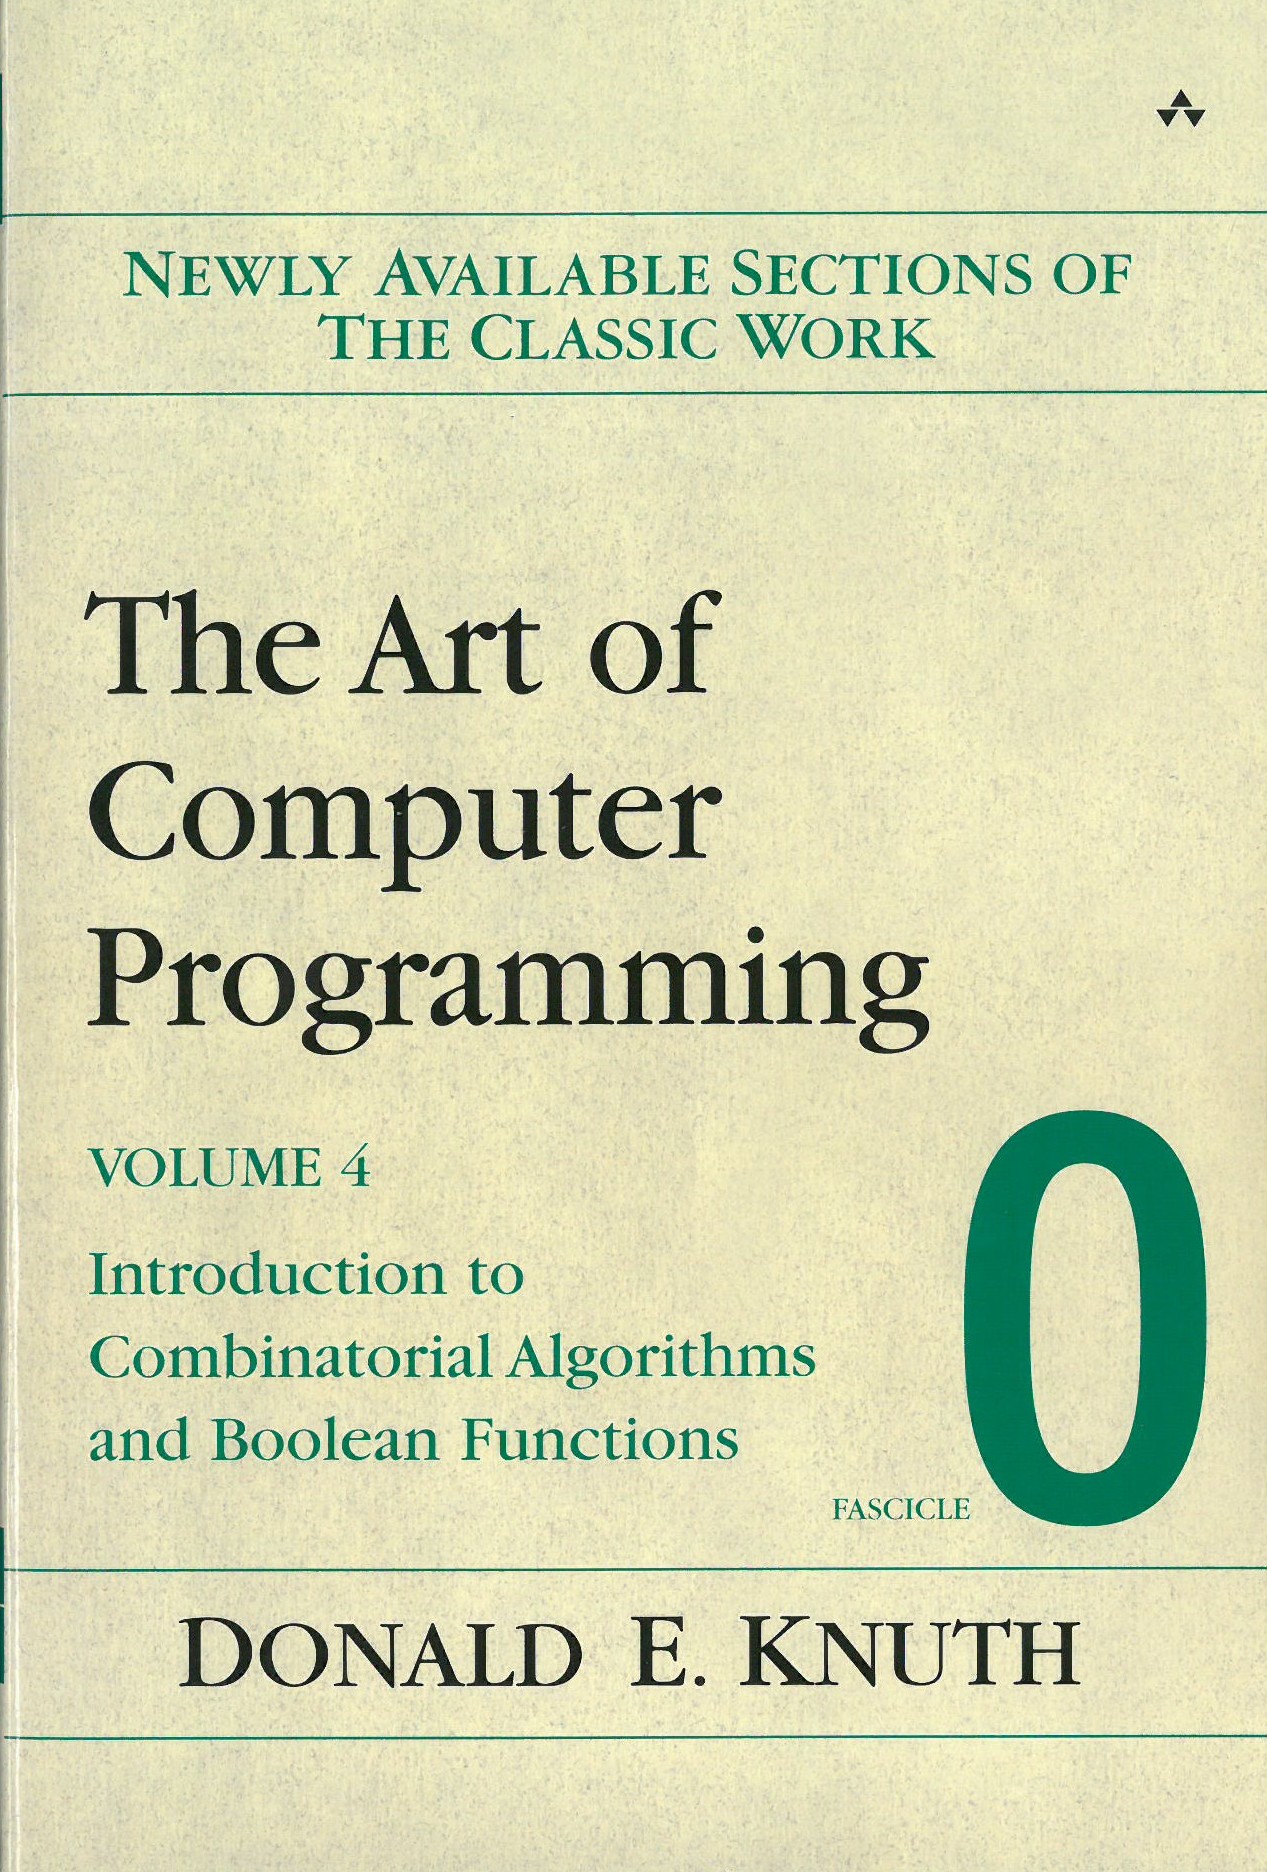 NEWLY AVAILABLE SECTIONS OF
THE CLASSIC WORK
The Art of
Computer
Programming
VOLUME 4
Introduction to
Combinatorial Algorithms
and Boolean Functions
FASCICLE 0
DONALD E. KNUTH